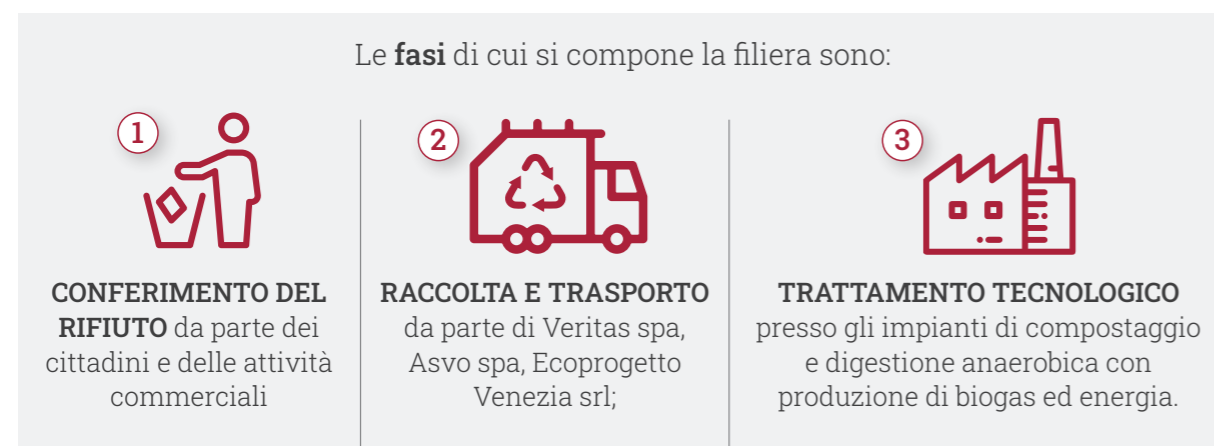 Le fasi di cui si compone la filiera sono:
1
CONFERIMENTO DEL
RIFIUTO da parte dei
cittadini e delle attività
commerciali
2
RACCOLTA E TRASPORTO
da parte di Veritas spa,
Asvo spa, Ecoprogetto
Venezia srl;
3
TRATTAMENTO TECNOLOGICO
presso gli impianti di compostaggio
e digestione anaerobica con
produzione di biogas ed energia.